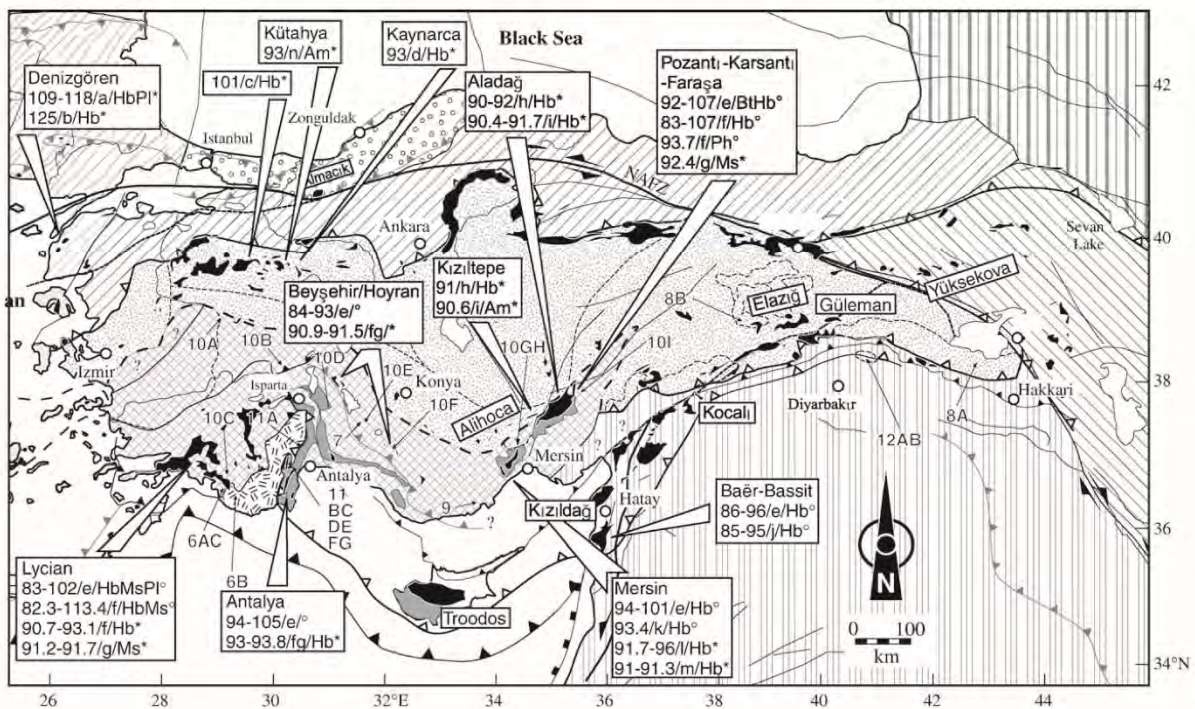 Black Sea
Denizgören
109-118/a/HbPl*
125/b/Hb*
Kütahya
93/n/Am*
101/c/Hb*
Kaynarca
93/d/Hb*
Aladağ
90-92/h/Hb*
90.4-91.7/i/Hb*
Pozantı-Karsantı
-Faraşa
92-107/e/BtHb°
83-107/f/Hb°
93.7/f/Ph°
92.4/g/Ms*
42
Istanbul
Zonguldak
Almacık
NAFZ
Ankara
Sevan
Lake
40
Kızıltepe
91/h/Hb*
90.6/i/Am*
Beyşehir/Hoyran
84-93/e/°
90.9-91.5/fg/*
Elazığ
Güleman
Yüksekova
8B
an
Izmir
10A
10B
10D
10E
10GH
10I
Isparta
Konya
10F
Alihoca
10C
11A
7
Kocalı
Diyarbakır
Hakkari
38
8A
12AB
Antalya
11
BC
DE
FG
9
?
Mersin
Kızıldağ
Hatay
Baër-Bassit
86-96/e/Hb°
85-95/j/Hb°
36
6AC
6B
Lycian
83-102/e/HbMsPl°
82.3-113.4/f/HbMs°
90.7-93.1/f/Hb*
91.2-91.7/g/Ms*
Antalya
94-105/e/°
93-93.8/fg/Hb*
Troodos
Mersin
94-101/e/Hb°
93.4/k/Hb°
91.7-96/l/Hb*
91-91.3/m/Hb*
N
0 100
km
34°N
26 28 30 32°E 34 36 38 40 42 44